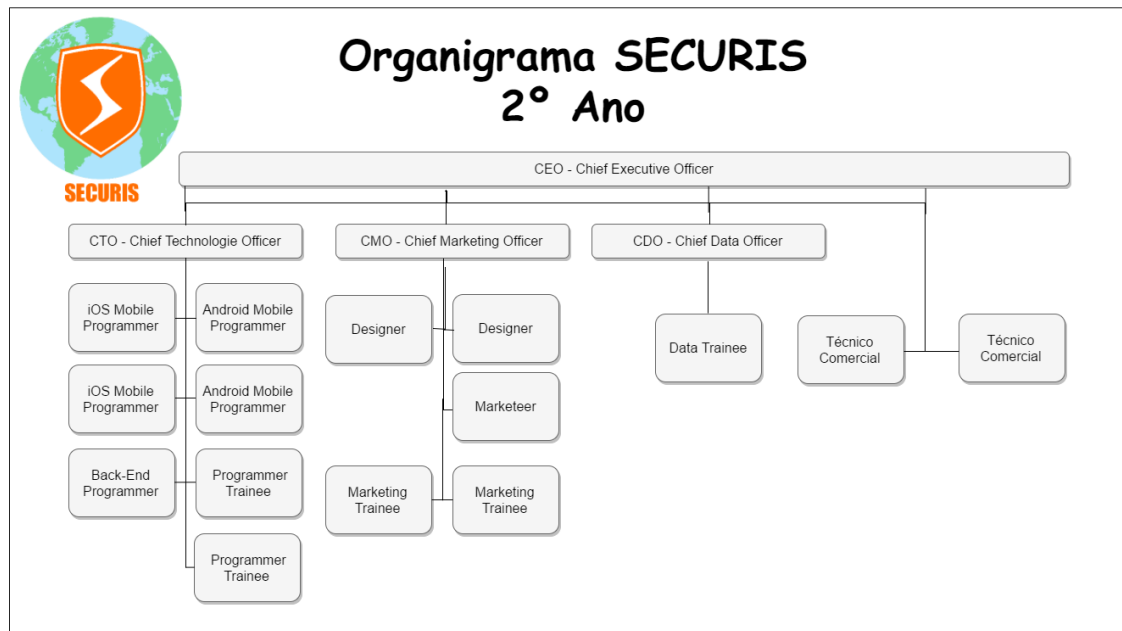 Organigrama SECURIS
2º Ano
SECURIS
CEO - Chief Executive Officer
CTO - Chief Technologie Officer
CMO - Chief Marketing Officer
CDO - Chief Data Officer
iOS Mobile
Programmer
Android Mobile
Programmer
iOS Mobile
Programmer
Android Mobile
Programmer
Back-End
Programmer
Programmer
Trainee
Programmer
Trainee
Designer
Designer
Marketeer
Marketing
Trainee
Marketing
Trainee
Data Trainee
Técnico
Comercial
Técnico
Comercial